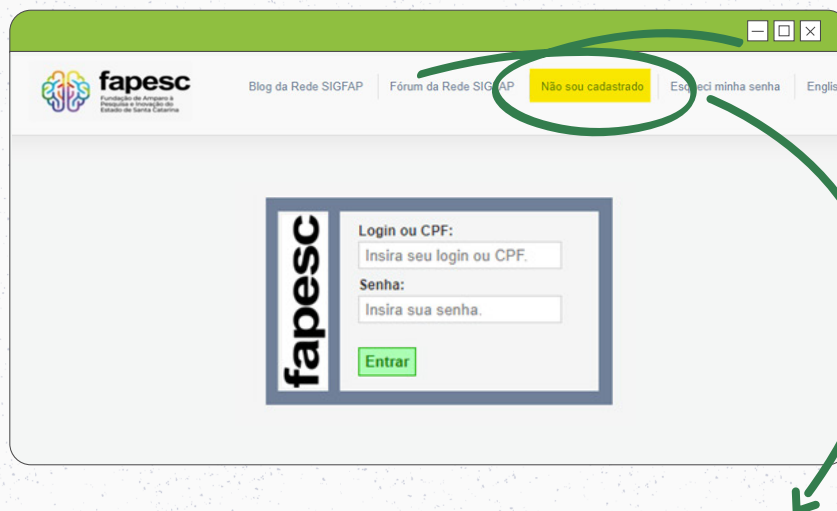 fapesc
Fundação de Amparo à
Pesquisa e Inovação do
Estado de Santa Catarina
Blog da Rede SIGFAP
Fórum da Rede SIGFAP
Não sou cadastrado
Esqueci minha senha
Englis
fapesc
Login ou CPF:
Insira seu login ou CPF.
Senha:
Insira sua senha.
Entrar